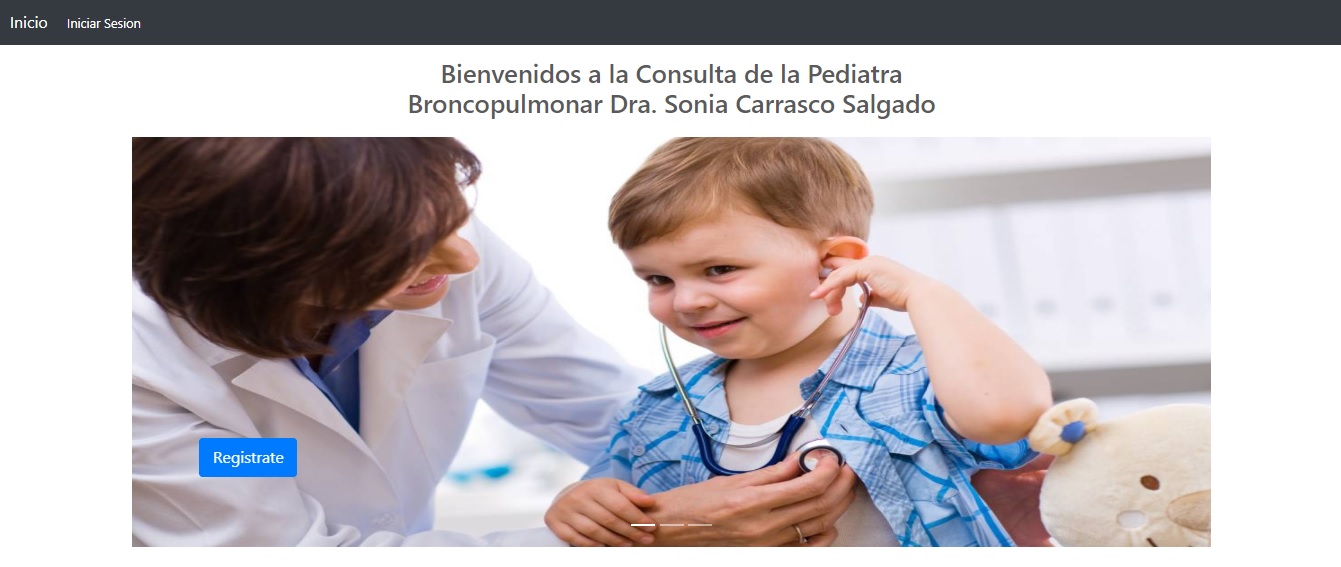 Inicio Iniciar Sesion
Bienvenidos a la Consulta de la Pediatra
Broncopulmonar Dra. Sonia Carrasco Salgado
Registrate